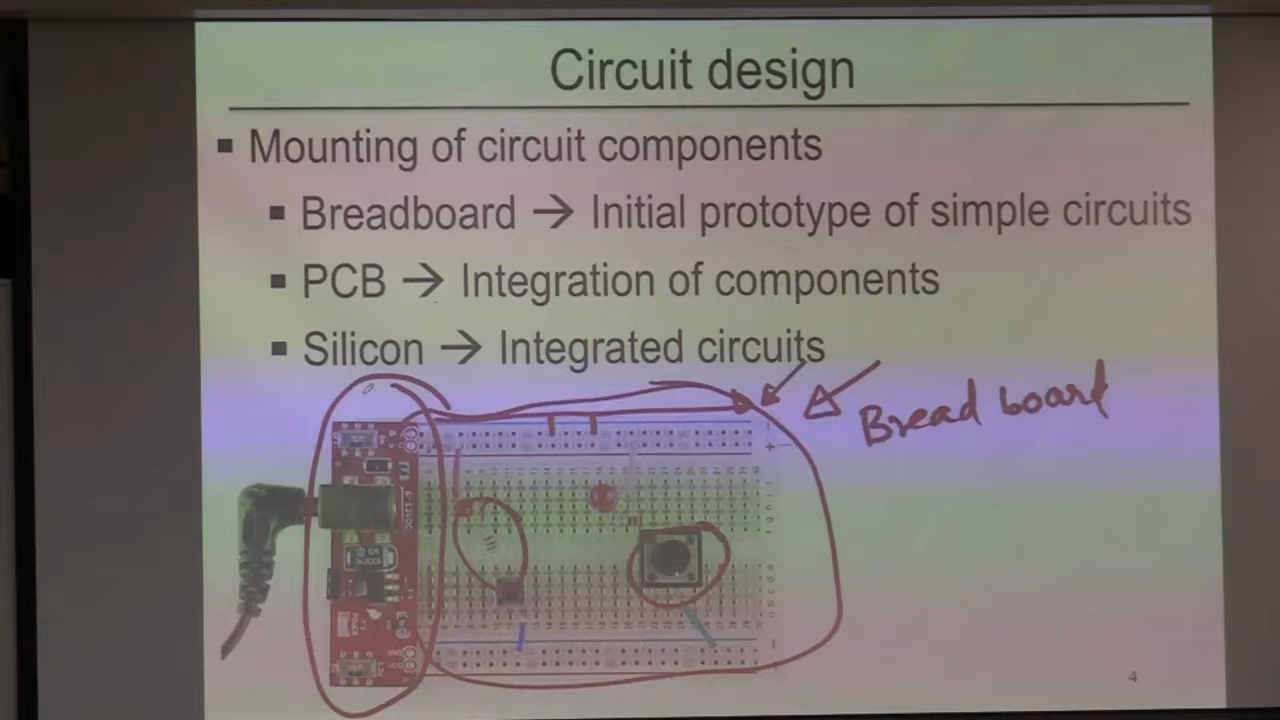 Circuit design
Mounting of circuit components
Breadboard → Initial prototype of simple circuits
PCB → Integration of components
Silicon → Integrated circuits
Bread board
4